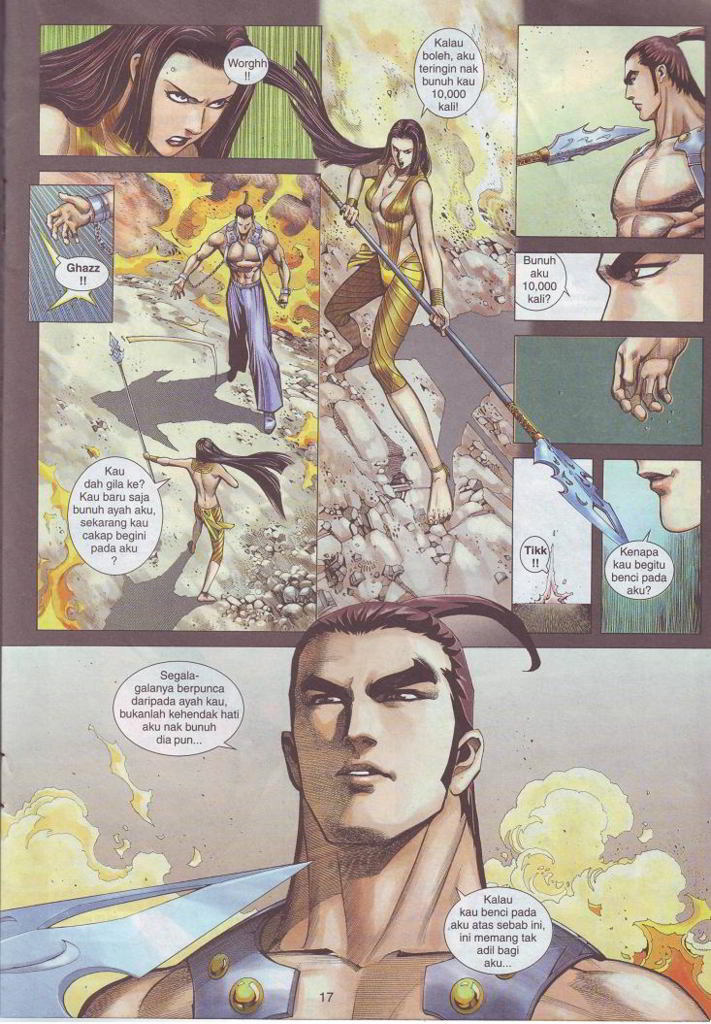 Worghh
!!
Kalau
boleh, aku
teringin nak
bunuh kau
10,000
kali!
Ghazz
!!
Bunuh
aku
10,000
kali?
Kau
dah gila ke?
Kau baru saja
bunuh ayah aku,
sekarang kau
cakap begini
pada aku
?
Tikk
!!
Kenapa
kau begitu
benci pada
aku?
Segala-
galanya berpunca
daripada ayah kau,
bukanlah kehendak hati
aku nak bunuh
dia pun...
Kalau
kau benci pada
aku atas sebab ini,
ini memang tak
adil bagi
aku...
17